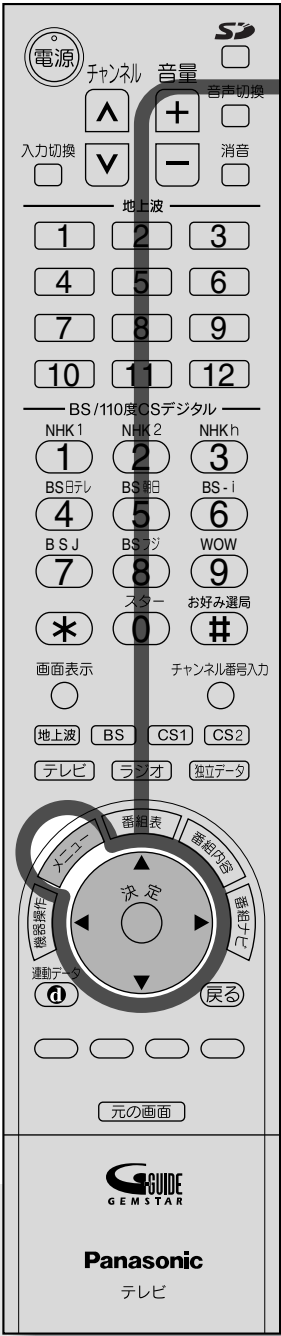 電源
SD
チャンネル 音量
音声切換
入力切換
消音
地上波
1 2 3
4 5 6
7 8 9
10 11 12
BS/110度CSデジタル
NHK1 NHK2 NHKh
1 2 3
BS日テレ BS朝日 BS-i
4 5 6
BSJ BSフジ WOW
7 8 9
スター お好み選局
* 0 #
画面表示 チャンネル番号入力
地上波 BS CS1 CS2
テレビ ラジオ 独立データ
機器操作 メニュー 番組表 番組内容 番組ナビ
決定
連動データ
d 戻る
元の画面
G-GUIDE
GEMSTAR
Panasonic
テレビ